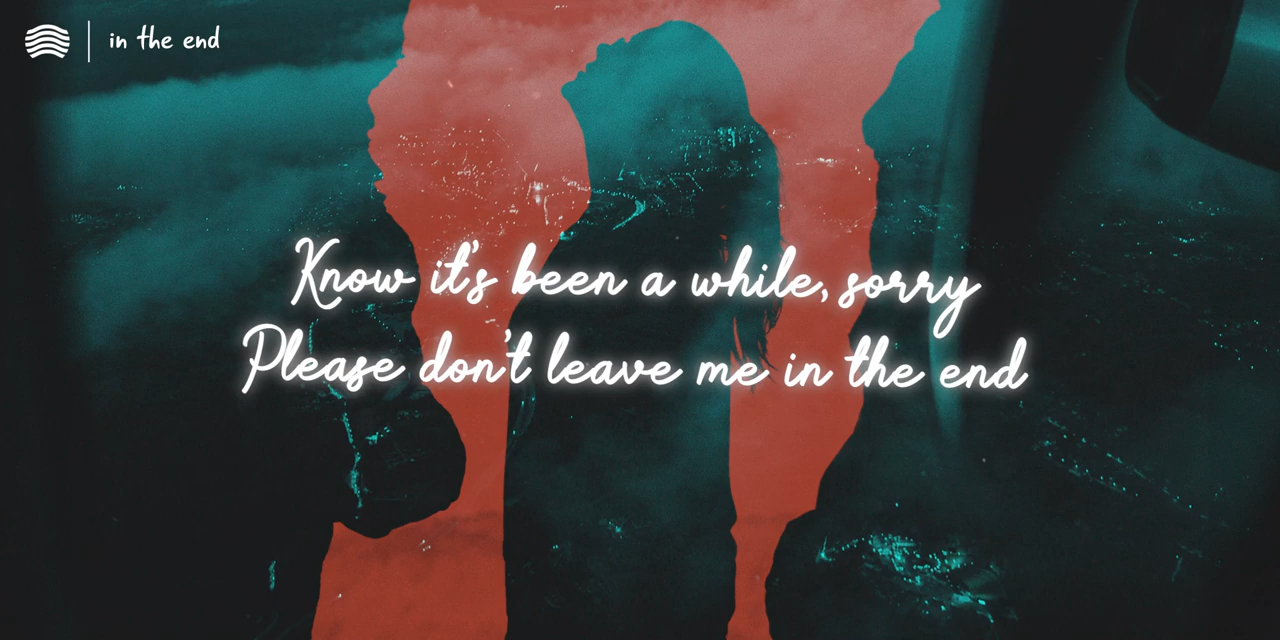 in the end
Know it's been a while, sorry
Please don't leave me in the end